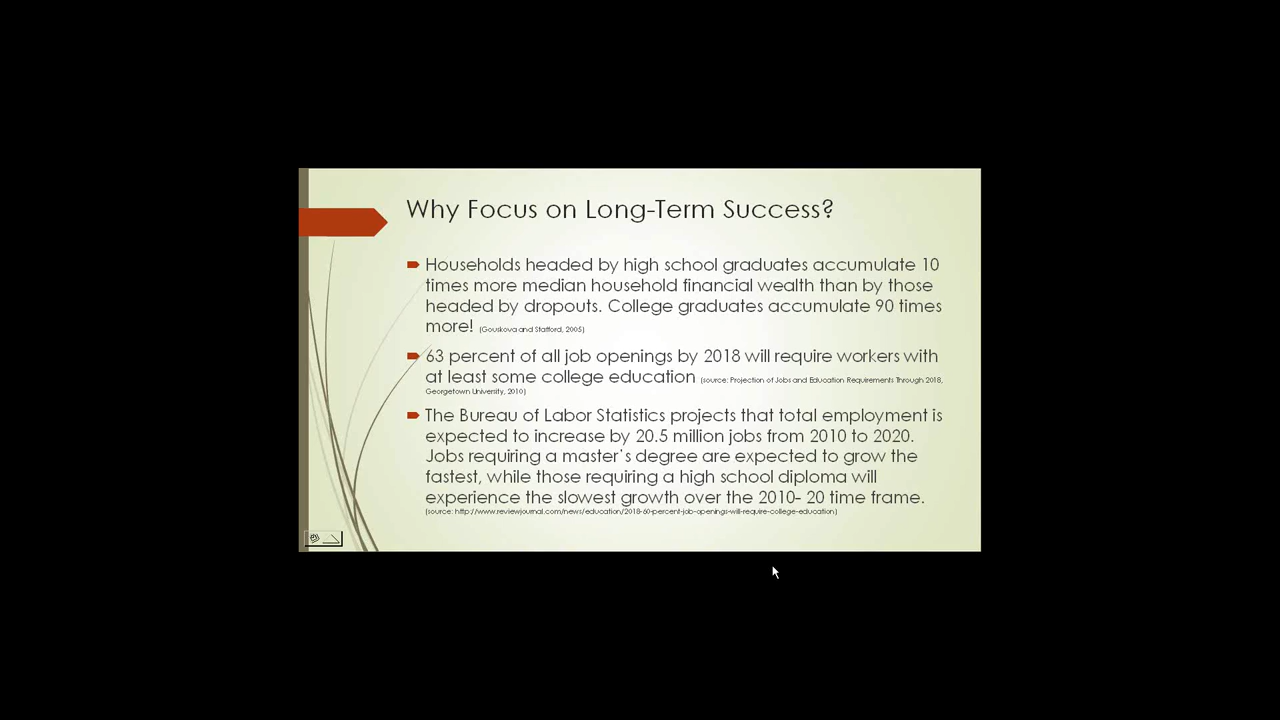 Why Focus on Long-Term Success?
Households headed by high school graduates accumulate 10
times more median household financial wealth than by those
headed by dropouts. College graduates accumulate 90 times
more! (Gouskova and Stafford, 2005)
63 percent of all job openings by 2018 will require workers with
at least some college education (source: Projection of Jobs and Education Requirements Through 2018,
Georgetown University, 2010)
The Bureau of Labor Statistics projects that total employment is
expected to increase by 20.5 million jobs from 2010 to 2020.
Jobs requiring a master's degree are expected to grow the
fastest, while those requiring a high school diploma will
experience the slowest growth over the 2010- 20 time frame.
(source: http://www.reviewjournal.com/news/education/2018-60-percent-job-openings-will-require-college-education)